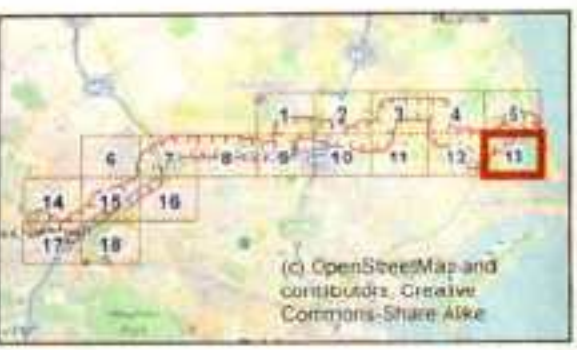 1 2 3 4 5
6 7 8 9 10 11 12 13
14 15 16
17 18
(c) OpenStreetMap and
contributors, Creative
Commons-Share Alike